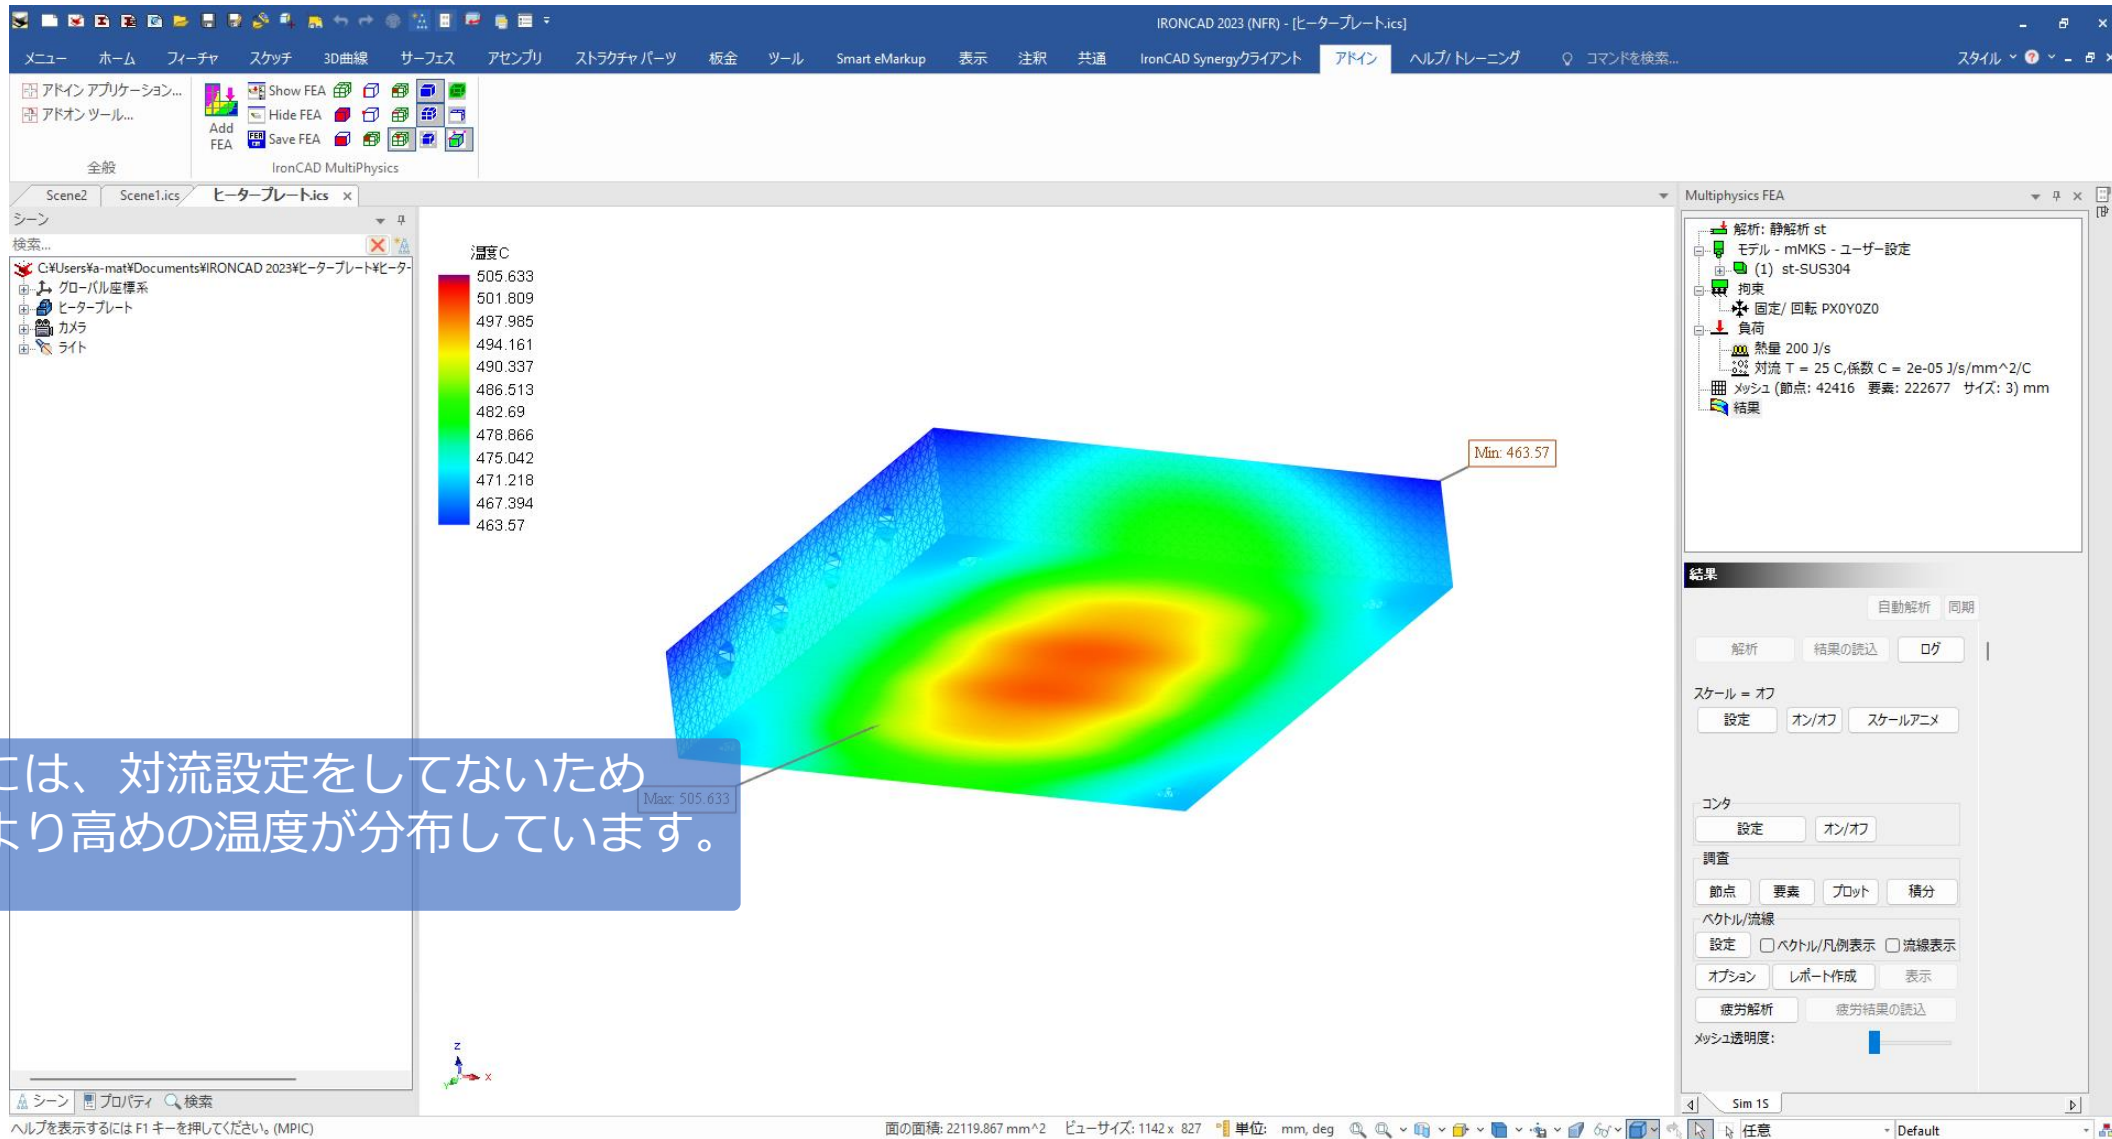 IRONCAD 2023 (NFR) - [ヒータープレート.ics]
メニュー ホーム フィーチャ スケッチ 3D曲線 サーフェス アセンブリ ストラクチャ パーツ 板金 ツール Smart eMarkup 表示 注釈 共通 IronCAD Synergyクライアント アドイン ヘルプ/トレーニング コマンドを検索... スタイル
アドイン アプリケーション...
アドオン ツール...
全般
Add FEA
Show FEA
Hide FEA
Save FEA
IronCAD MultiPhysics
Scene2 Scene1.ics ヒータープレート.ics x
シーン
検索...
C:¥Users¥a-mat¥Documents¥IRONCAD 2023¥ヒータープレート¥ヒータ-
グローバル座標系
ヒータープレート
カメラ
ライト
温度C
505.633
501.809
497.985
494.161
490.337
486.513
482.69
478.866
475.042
471.218
467.394
463.57
Min: 463.57
Max: 505.633
には、対流設定をしてないため
より高めの温度が分布しています。
z
x
y
Multiphysics FEA
解析: 静解析 st
モデル - mMKS - ユーザー設定
(1) st-SUS304
拘束
固定/ 回転 PX0Y0Z0
負荷
熱量 200 J/s
対流 T = 25 C,係数 C = 2e-05 J/s/mm^2/C
メッシュ (節点: 42416 要素: 222677 サイズ: 3) mm
結果
結果
自動解析 同期
解析 結果の読込 ログ
スケール = オフ
設定 オン/オフ スケールアニメ
コンタ
設定 オン/オフ
調査
節点 要素 プロット 積分
ベクトル/流線
設定 ベクトル/凡例表示 流線表示
オプション レポート作成 表示
疲労解析 疲労結果の読込
メッシュ透明度:
Sim 1S
シーン プロパティ 検索
ヘルプを表示するには F1 キーを押してください。(MPIC)
面の面積: 22119.867 mm^2 ビューサイズ: 1142 x 827 単位: mm, deg 任意 Default